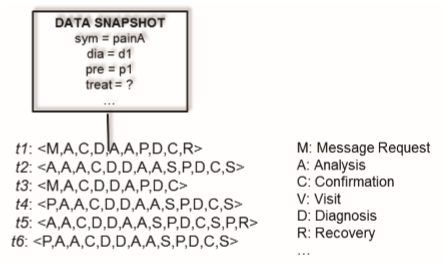 DATA SNAPSHOT
sym = painA
dia = d1
pre = p1
treat = ?
...
t1: <M,A,C,D,A,A,P,D,C,R>
t2: <A,A,A,C,D,D,A,A,S,P,D,C,S>
t3: <M,A,C,D,A,P,D,C>
t4: <P,A,A,C,D,D,A,A,S,P,D,C,S>
t5: <A,A,C,D,D,A,A,S,P,D,C,S,P,R>
t6: <P,A,A,C,D,D,A,A,S,P,D,C,S>
M: Message Request
A: Analysis
C: Confirmation
V: Visit
D: Diagnosis
R: Recovery
...